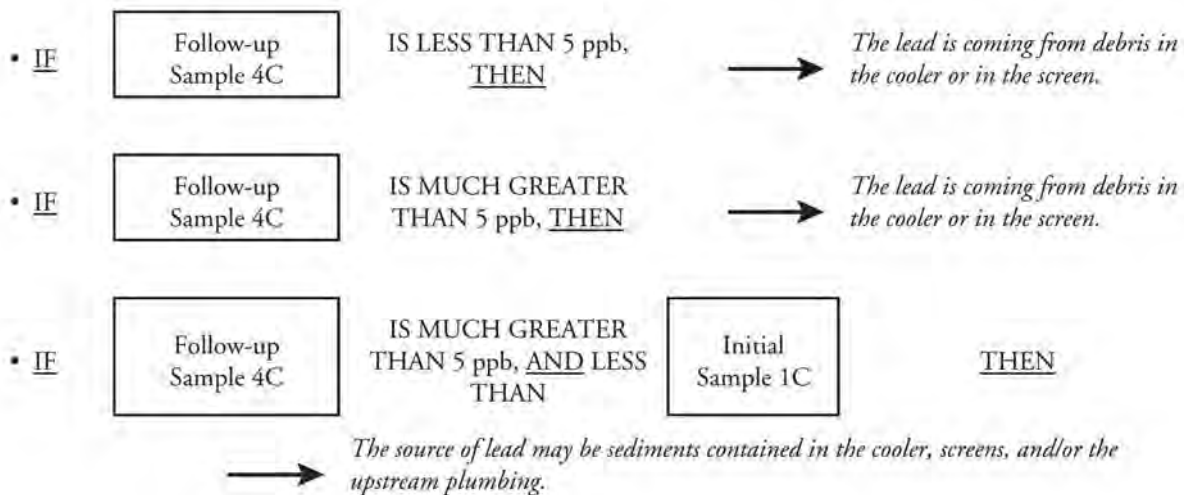 • IF Follow-up Sample 4C IS LESS THAN 5 ppb, THEN The lead is coming from debris in the cooler or in the screen.
• IF Follow-up Sample 4C IS MUCH GREATER THAN 5 ppb, THEN The lead is coming from debris in the cooler or in the screen.
• IF Follow-up Sample 4C IS MUCH GREATER THAN 5 ppb, AND LESS THAN Initial Sample 1C THEN
The source of lead may be sediments contained in the cooler, screens, and/or the
upstream plumbing.